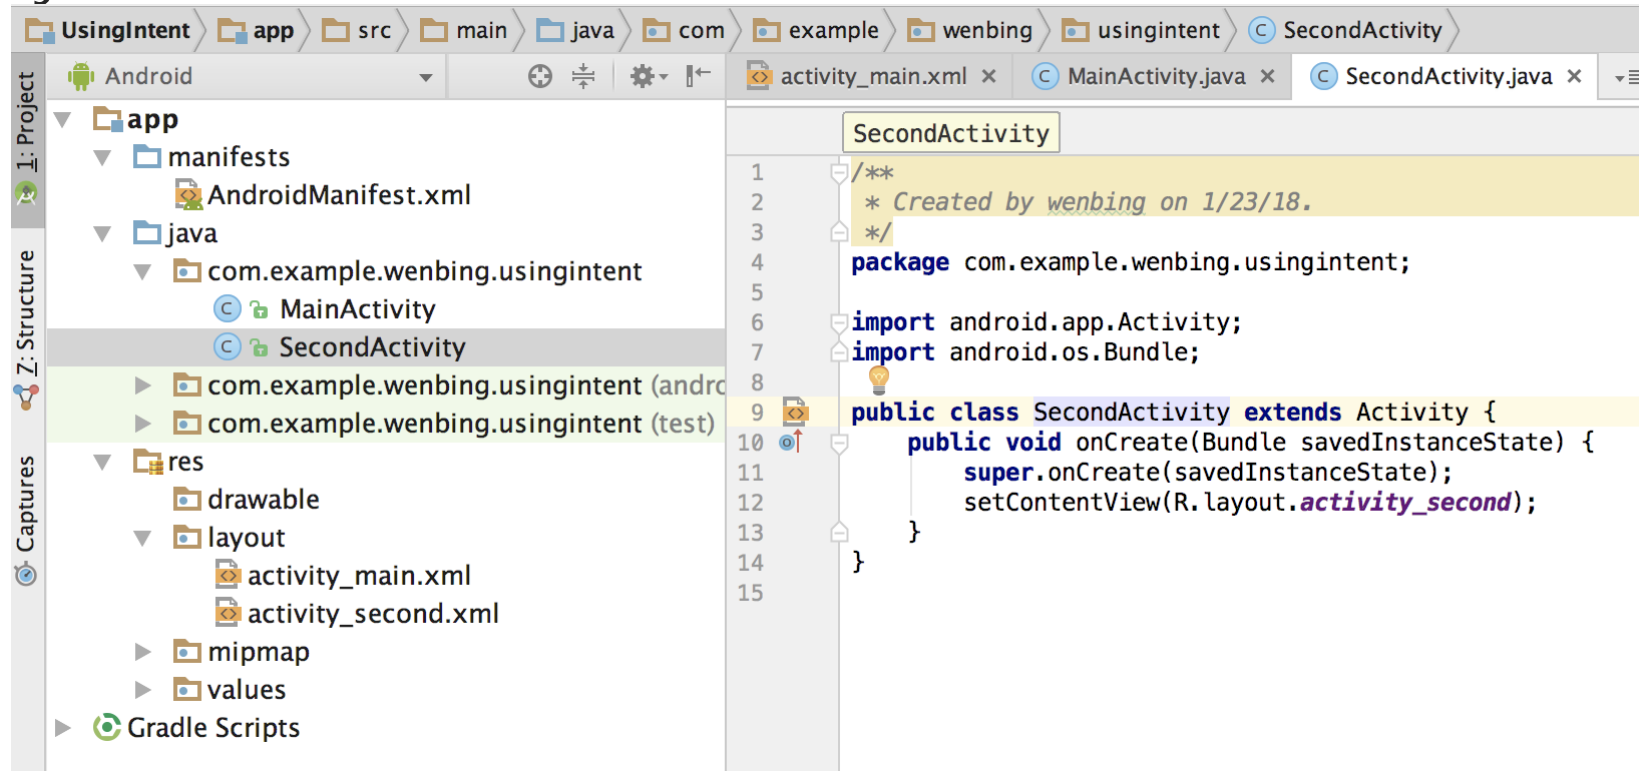 UsingIntent app src main java com example wenbing usingintent SecondActivity
1: Project
7: Structure
Captures
Android
app
manifests
AndroidManifest.xml
java
com.example.wenbing.usingintent
MainActivity
SecondActivity
com.example.wenbing.usingintent (andro
com.example.wenbing.usingintent (test)
res
drawable
layout
activity_main.xml
activity_second.xml
mipmap
values
Gradle Scripts
activity_main.xml × MainActivity.java × SecondActivity.java ×
SecondActivity
1 /**
2 * Created by wenbing on 1/23/18.
3 */
4 package com.example.wenbing.usingintent;
5
6 import android.app.Activity;
7 import android.os.Bundle;
8
9 public class SecondActivity extends Activity {
10 public void onCreate(Bundle savedInstanceState) {
11 super.onCreate(savedInstanceState);
12 setContentView(R.layout.activity_second);
13 }
14 }
15